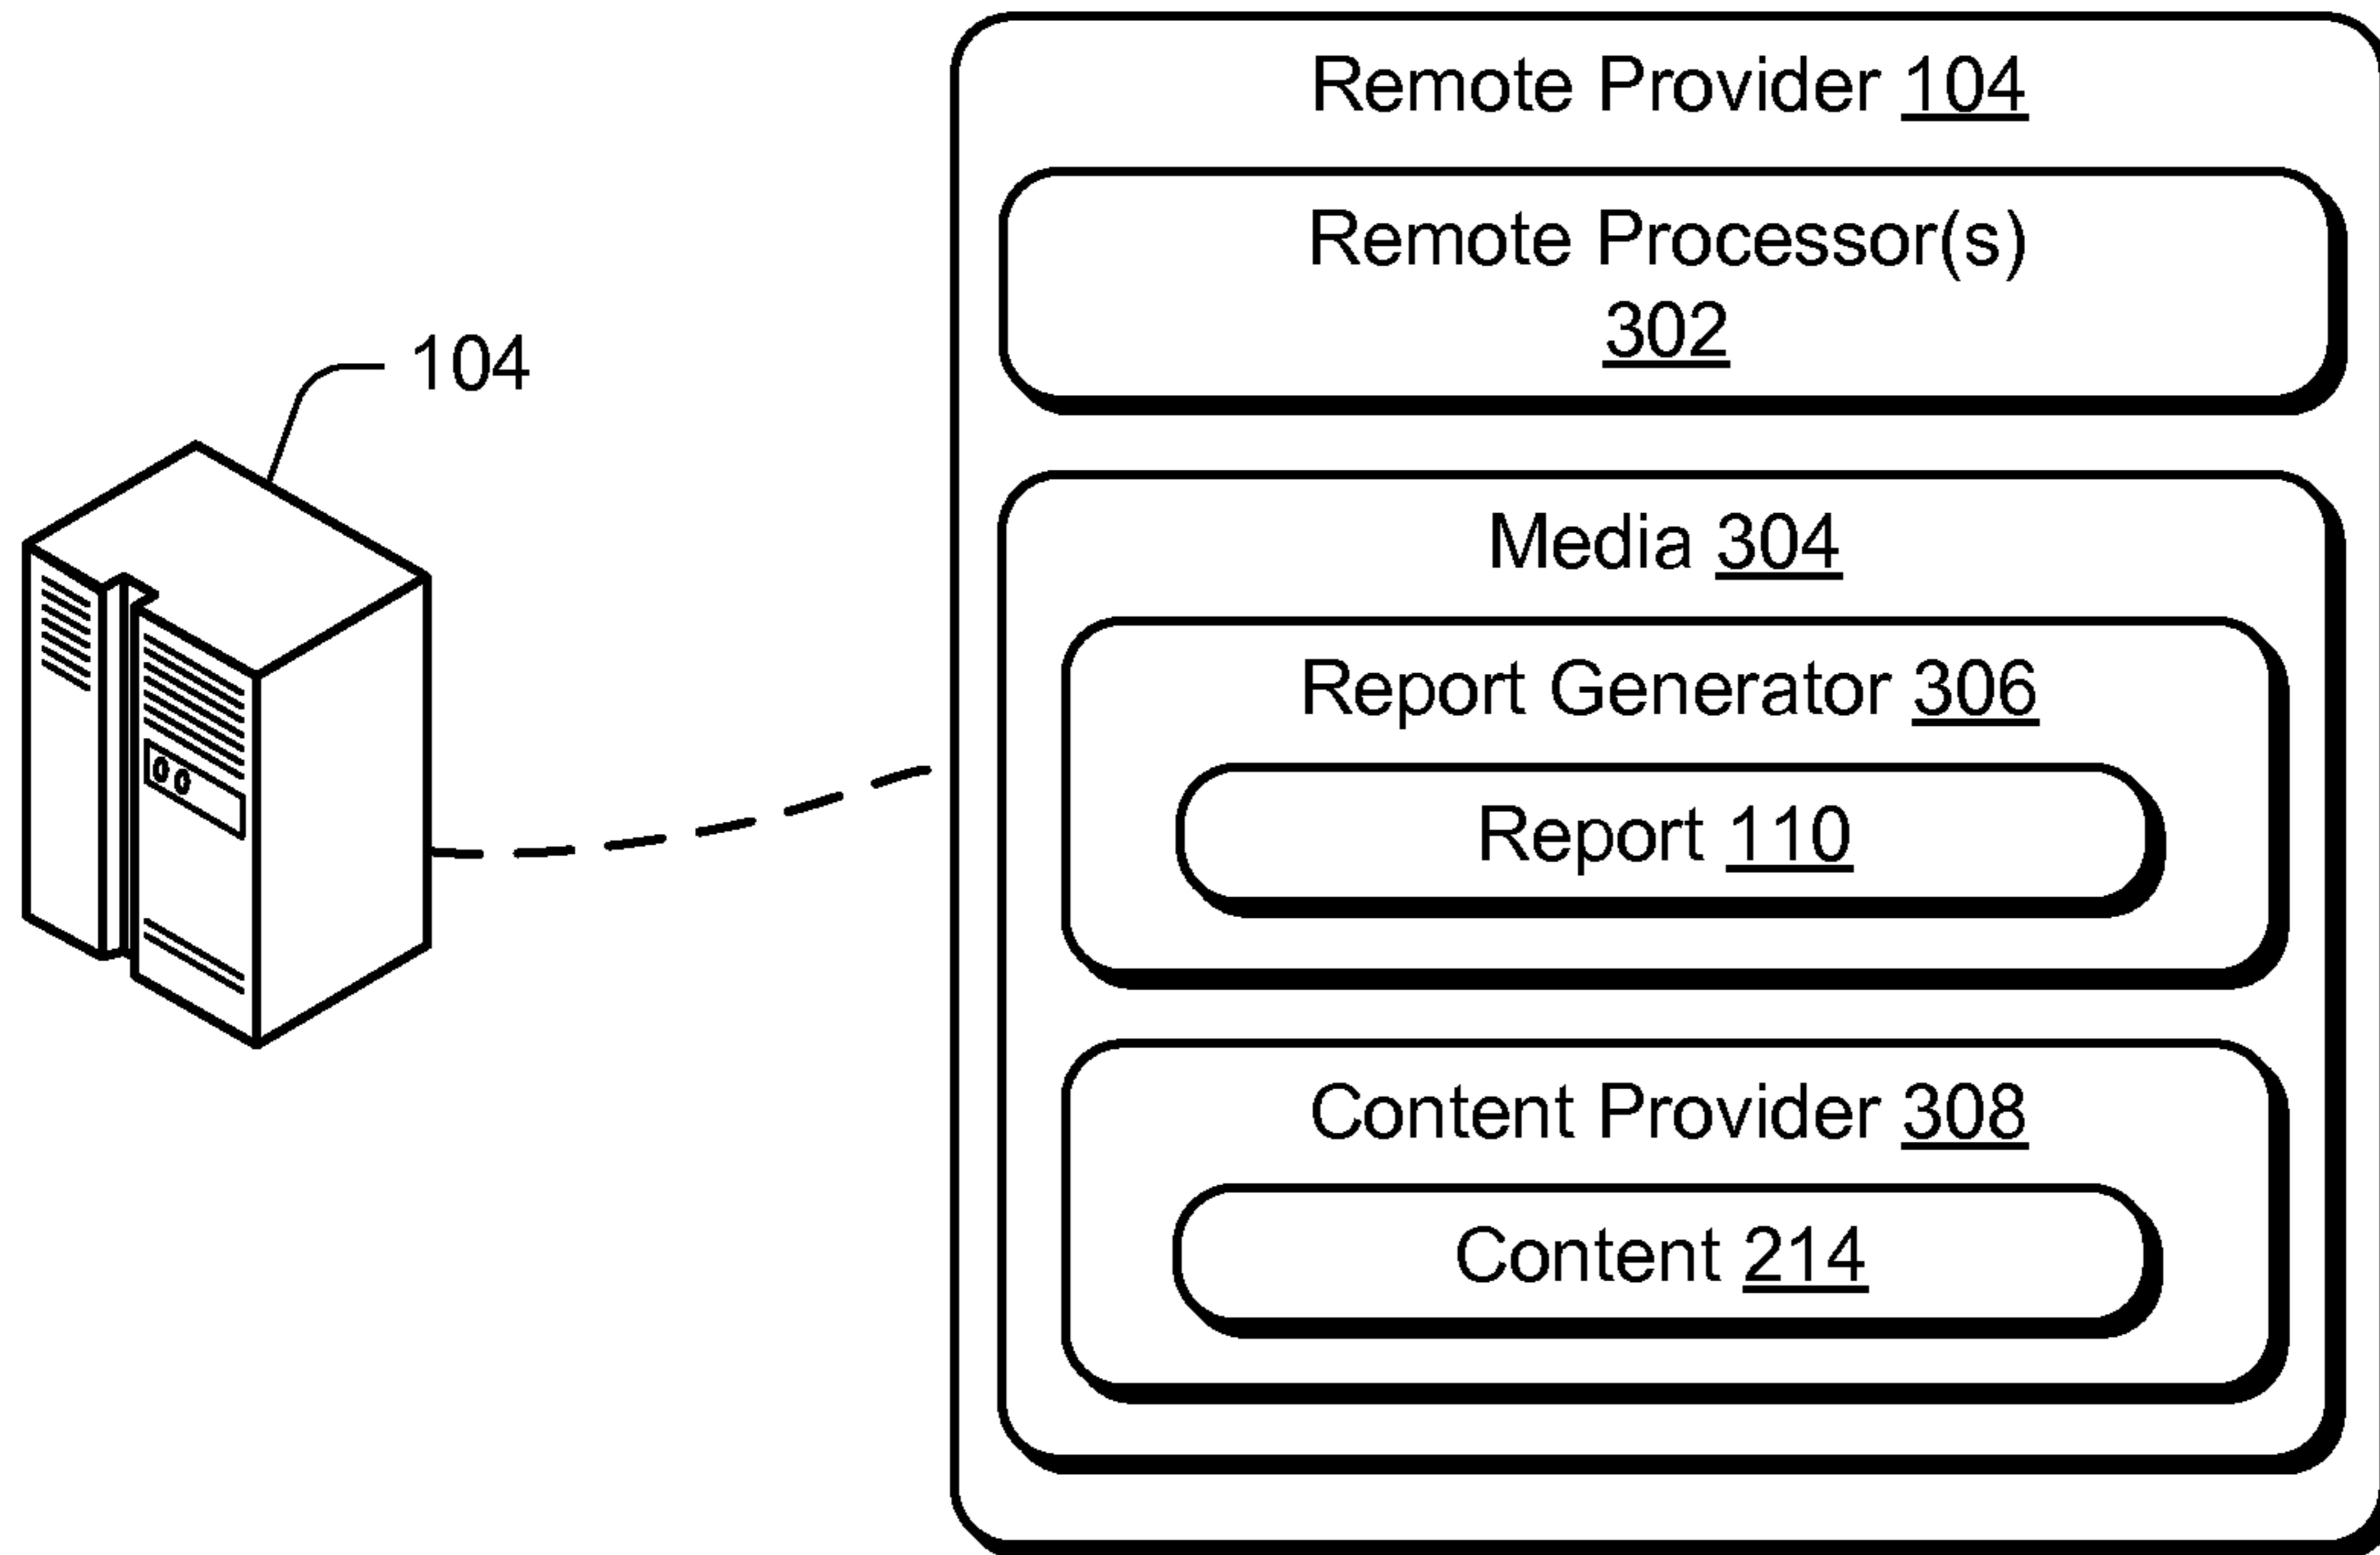 104
Remote Provider 104
Remote Processor(s)
302
Media 304
Report Generator 306
Report 110
Content Provider 308
Content 214